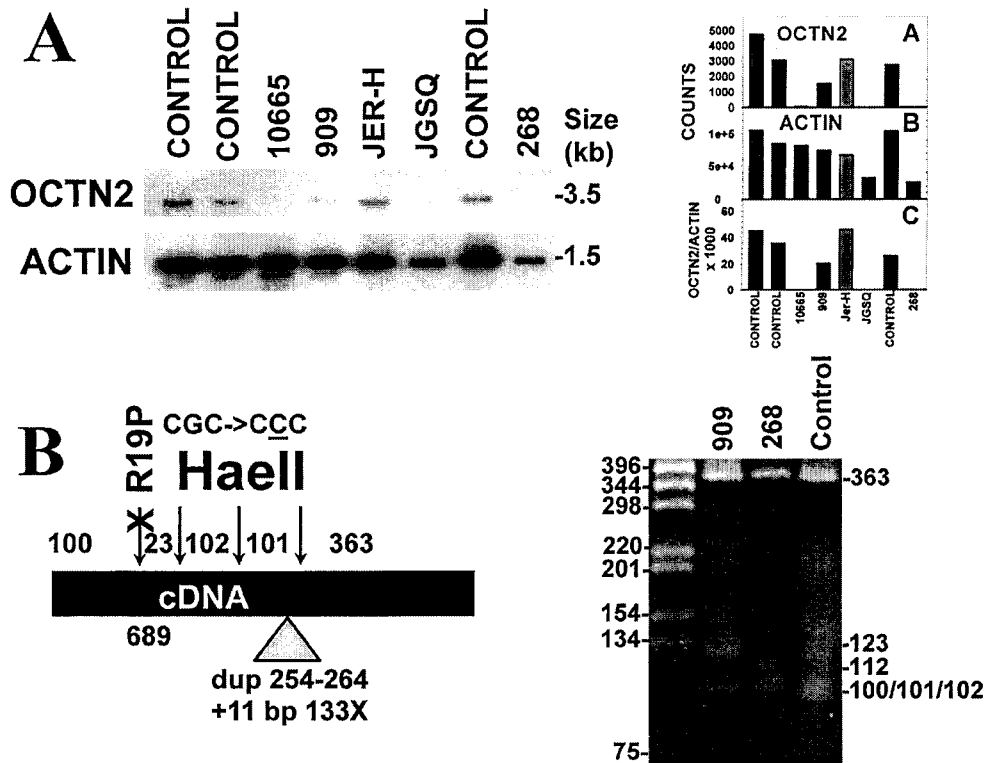 A
CONTROL
CONTROL
10665
909
JER-H
JGSQ
CONTROL
268
Size
(kb)
OCTN2
-3.5
ACTIN
-1.5
COUNTS
5000
4000
3000
2000
1000
0
OCTN2
A
1e+5
5e+4
0
ACTIN
B
OCTN2/ACTIN
x 1000
60
40
20
0
C
CONTROL
CONTROL
10665
909
Jer-H
JGSQ
CONTROL
268
B
R19P
CGC->CCC
HaeII
100
23
102
101
363
cDNA
689
dup 254-264
+11 bp 133X
909
268
Control
396-
344-
298-
220-
201-
154-
134-
75-
-363
-123
-112
-100/101/102